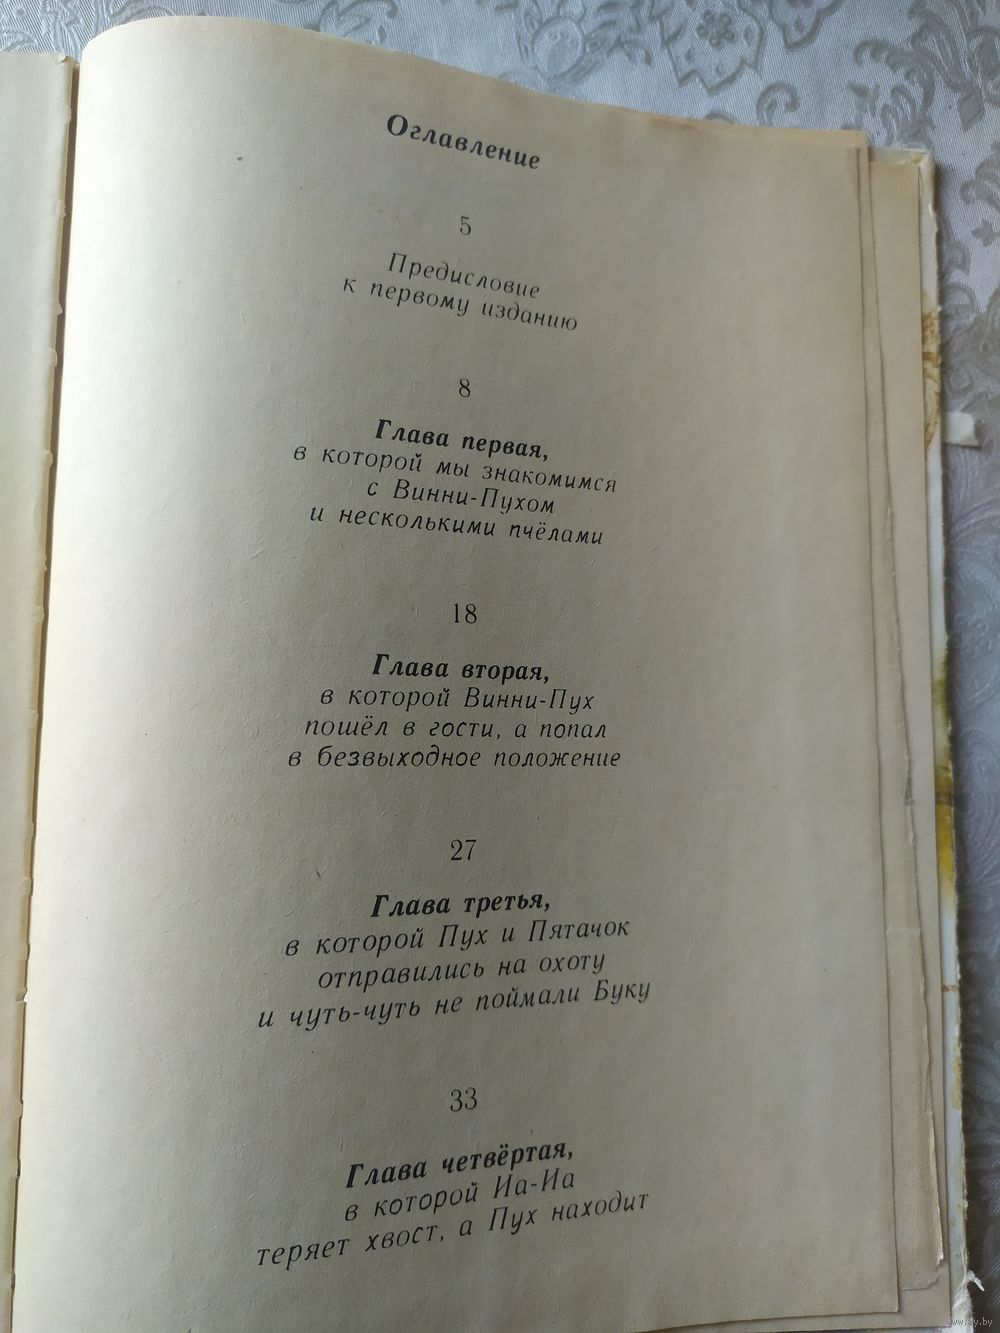 Оглавление
5
Предисловие
к первому изданию
8
Глава первая,
в которой мы знакомимся
с Винни-Пухом
и несколькими пчёлами
18
Глава вторая,
в которой Винни-Пух
пошёл в гости, а попал
в безвыходное положение
27
Глава третья,
в которой Пух и Пятачок
отправились на охоту
и чуть-чуть не поймали Буку
33
Глава четвёртая,
в которой Иа-Иа
теряет хвост, а Пух находит